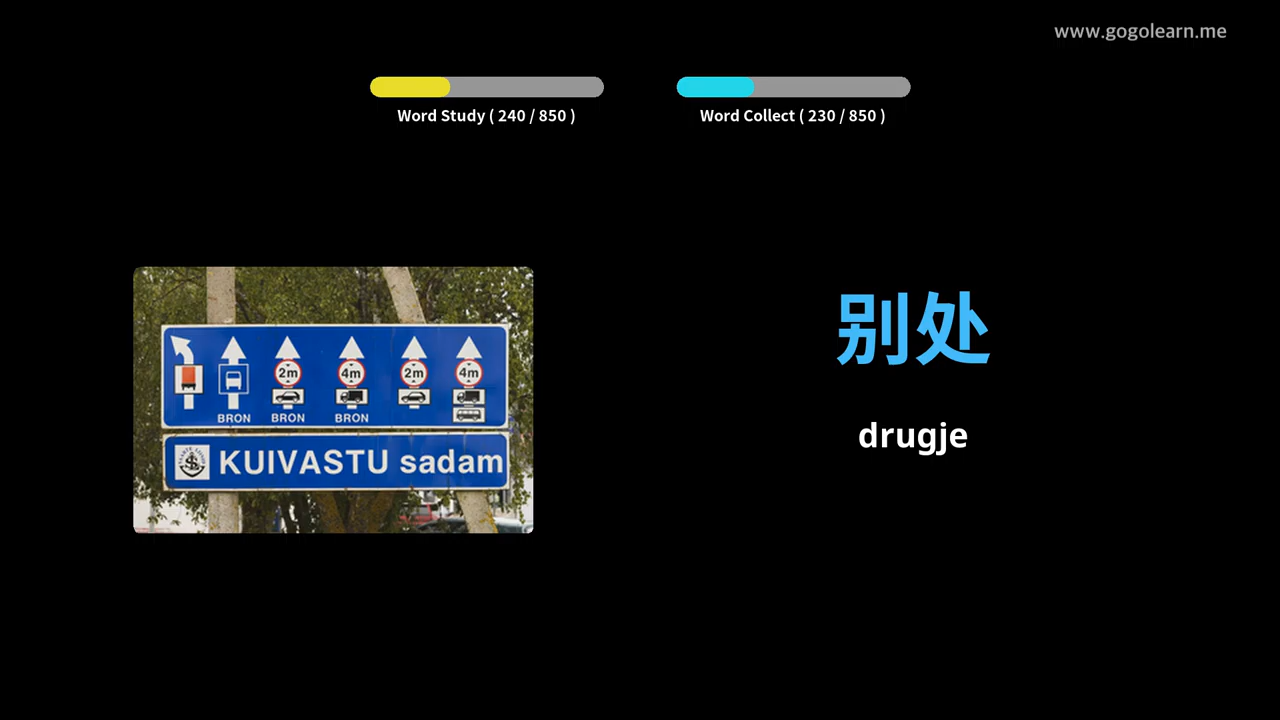 www.gogolearn.me
Word Study ( 240 / 850 )
Word Collect ( 230 / 850 )
别处
drugje
2m 4m 2m 4m
BRON BRON BRON
KUIVASTU sadam